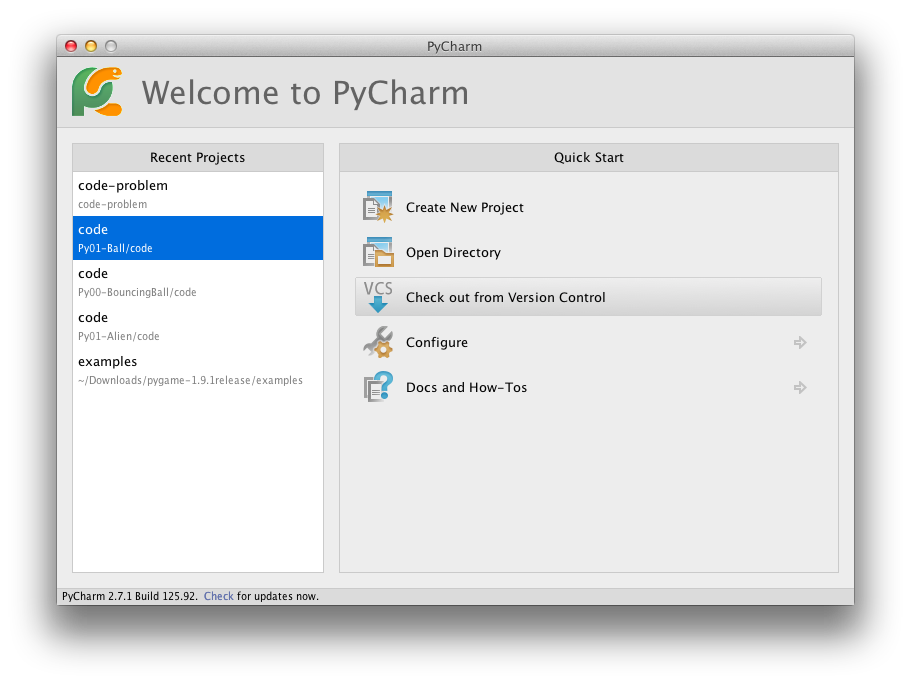 PyCharm
Welcome to PyCharm
Recent Projects
code-problem
code-problem
code
Py01-Ball/code
code
Py00-BouncingBall/code
code
Py01-Alien/code
examples
~/Downloads/pygame-1.9.1release/examples
Quick Start
Create New Project
Open Directory
VCS
Check out from Version Control
Configure
Docs and How-Tos
PyCharm 2.7.1 Build 125.92. Check for updates now.